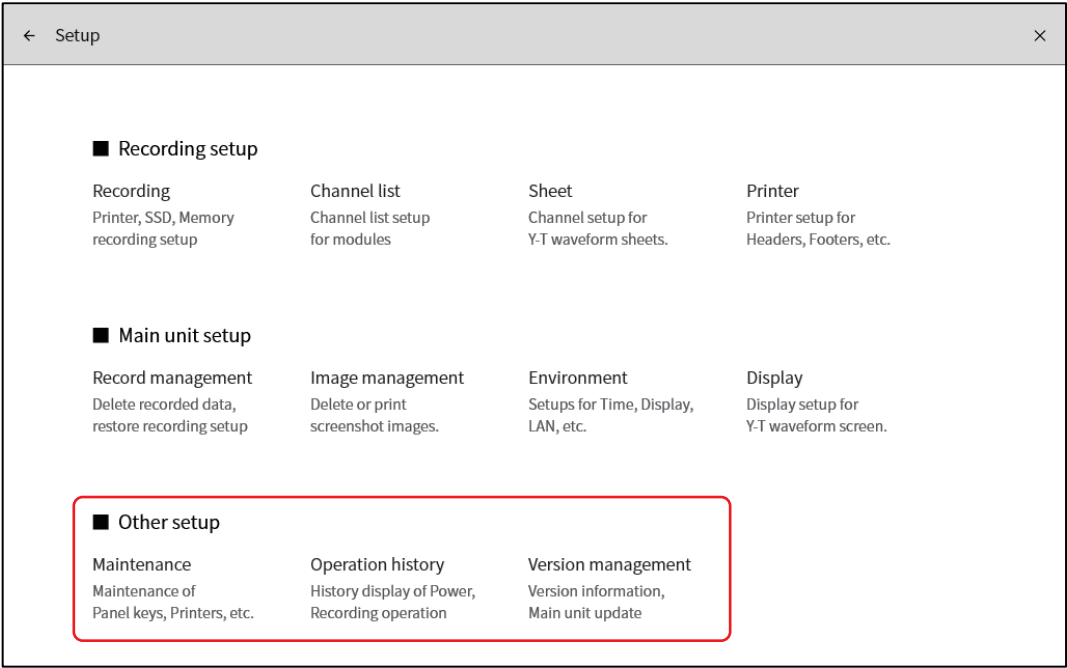 ← Setup ×
■ Recording setup
Recording
Printer, SSD, Memory
recording setup
Channel list
Channel list setup
for modules
Sheet
Channel setup for
Y-T waveform sheets.
Printer
Printer setup for
Headers, Footers, etc.
■ Main unit setup
Record management
Delete recorded data,
restore recording setup
Image management
Delete or print
screenshot images.
Environment
Setups for Time, Display,
LAN, etc.
Display
Display setup for
Y-T waveform screen.
■ Other setup
Maintenance
Maintenance of
Panel keys, Printers, etc.
Operation history
History display of Power,
Recording operation
Version management
Version information,
Main unit update